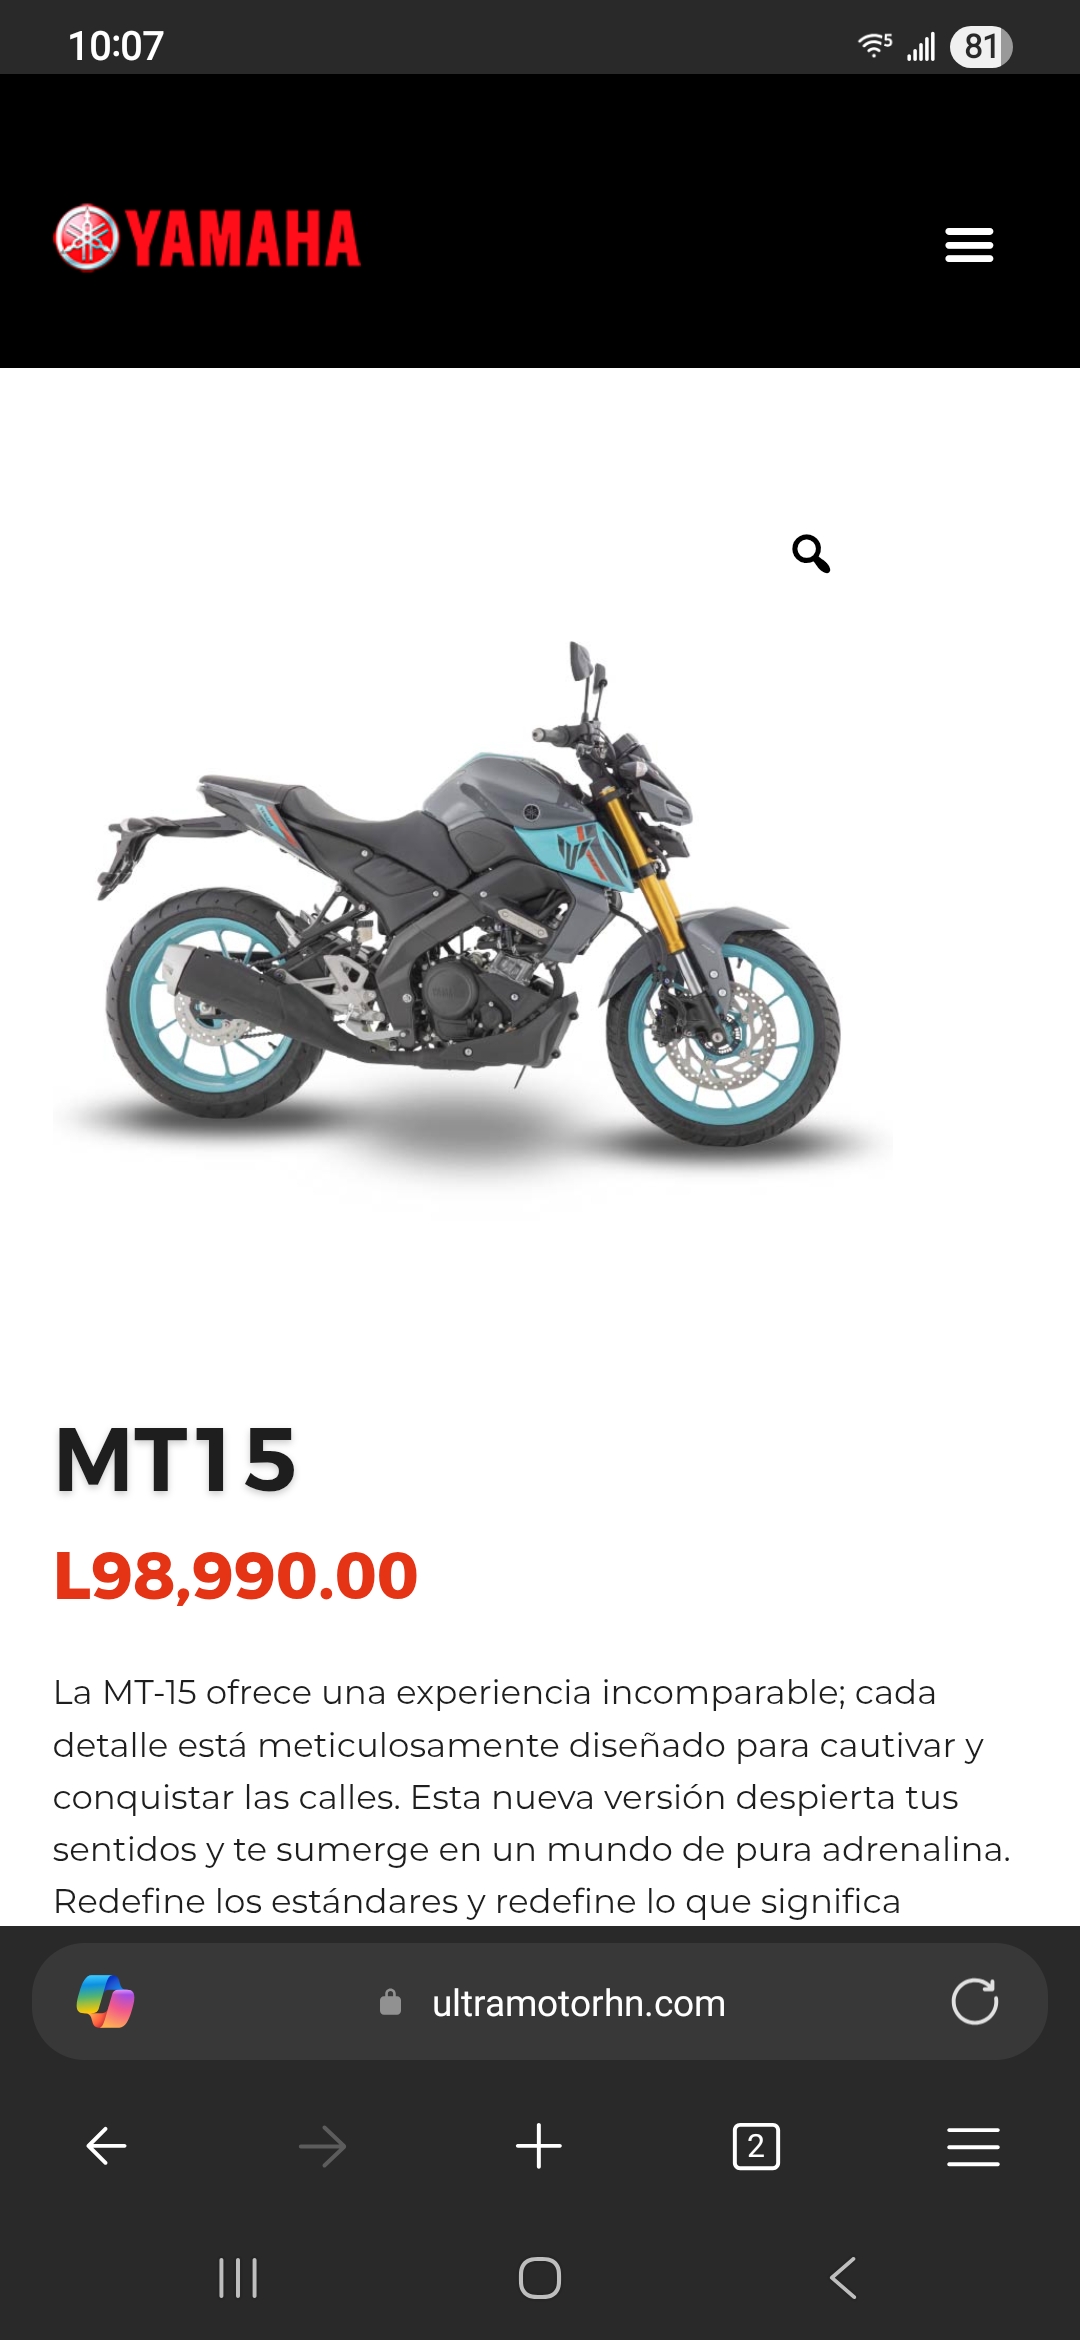 10:07
5
81
YAMAHA
MT15
L98,990.00
La MT-15 ofrece una experiencia incomparable; cada
detalle está meticulosamente diseñado para cautivar y
conquistar las calles. Esta nueva versión despierta tus
sentidos y te sumerge en un mundo de pura adrenalina.
Redefine los estándares y redefine lo que significa
ultramotorhn.com
2